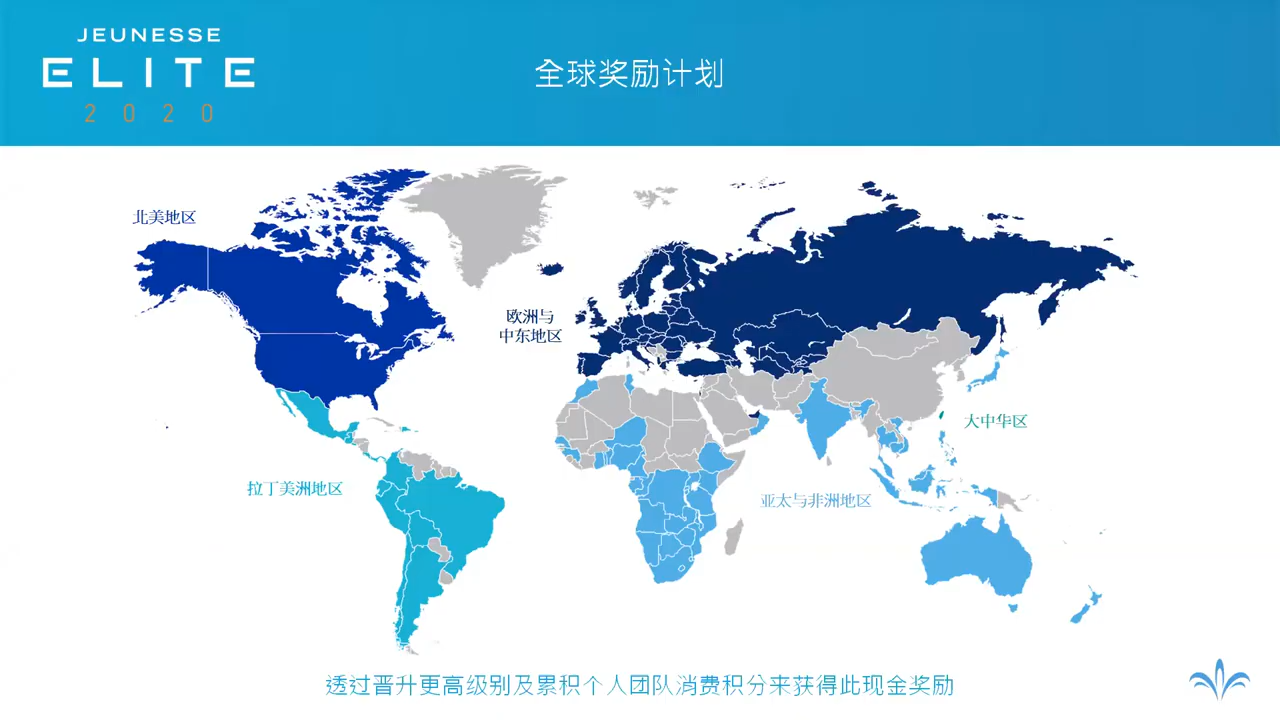 JEUNESSE
ELITE
2020
全球奖励计划
北美地区
欧洲与
中东地区
大中华区
拉丁美洲地区
亚太与非洲地区
透过晋升更高级别及累积个人团队消费积分来获得此现金奖励